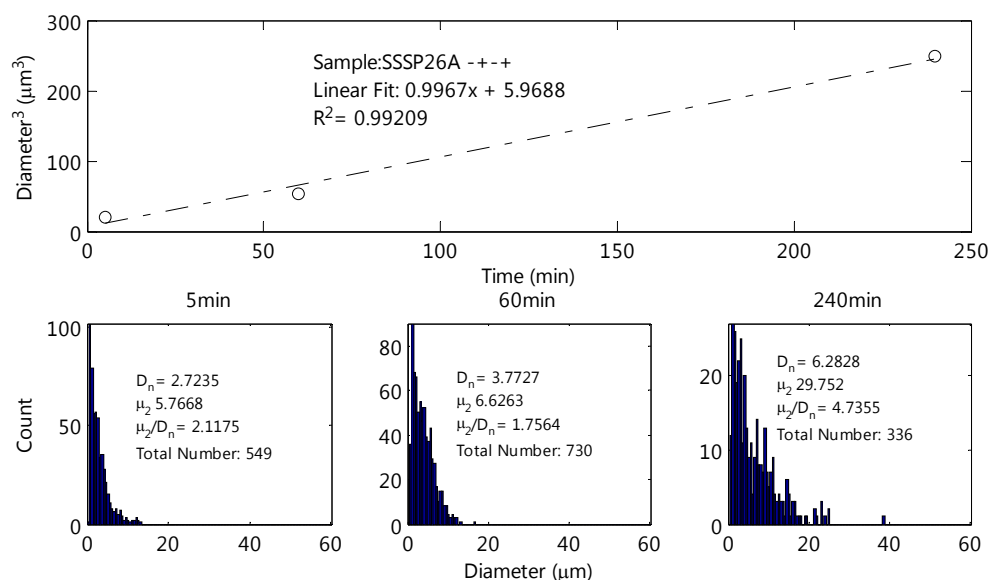 300
200
100
0
Diameter³ (μm³)
Sample:SSSP26A -+-+
Linear Fit: 0.9967x + 5.9688
R²= 0.99209
0 50 100 150 200 250
Time (min)
5min
60min
240min
100
50
0
Count
Dₙ= 2.7235
μ₂ 5.7668
μ₂/Dₙ= 2.1175
Total Number: 549
0 20 40 60
80
60
40
20
0
Dₙ= 3.7727
μ₂ 6.6263
μ₂/Dₙ= 1.7564
Total Number: 730
0 20 40 60
Diameter (μm)
20
10
0
Dₙ= 6.2828
μ₂ 29.752
μ₂/Dₙ= 4.7355
Total Number: 336
0 20 40 60